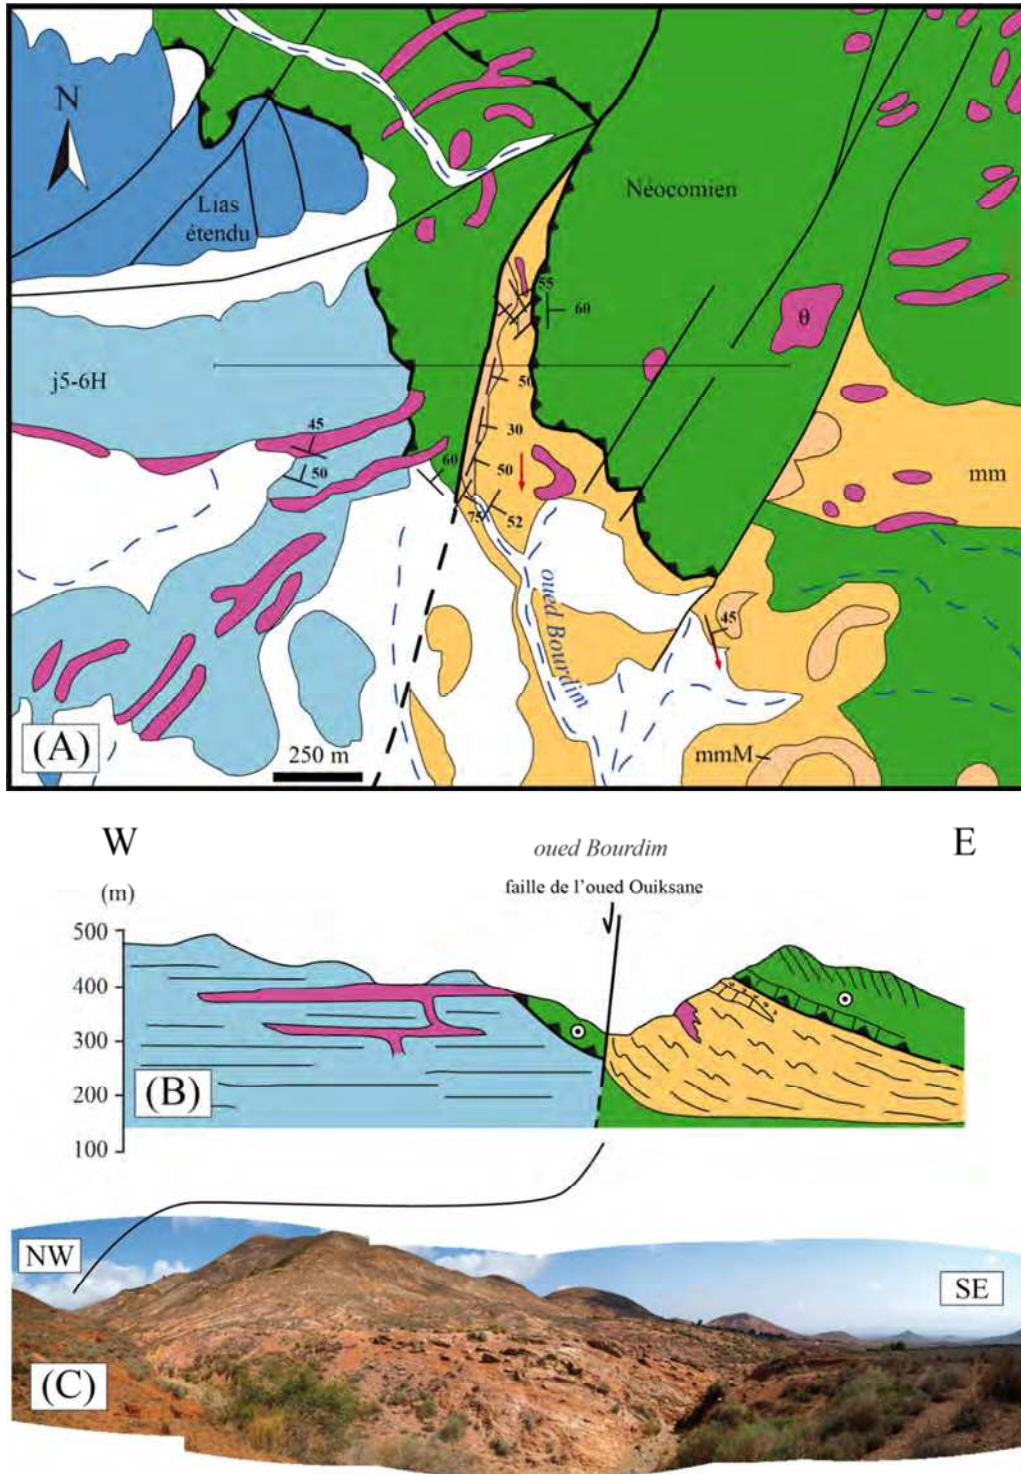 N
Lias
étendu
Néocomien
55
60
θ
j5-6H
50
45
30
mm
50
60
50
75
52
oued Bourdim
45
(A)
250 m
mmM
W
oued Bourdim
E
(m)
faille de l'oued Ouiksane
500
400
300
200
(B)
100
NW
SE
(C)